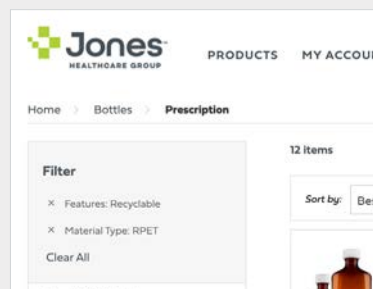 Jones
HEALTHCARE GROUP
PRODUCTS MY
Home > Bottles > Prescription
12 items
Filter
Sort by:
× Features: Recyclable
× Material Type: RPET
Clear All